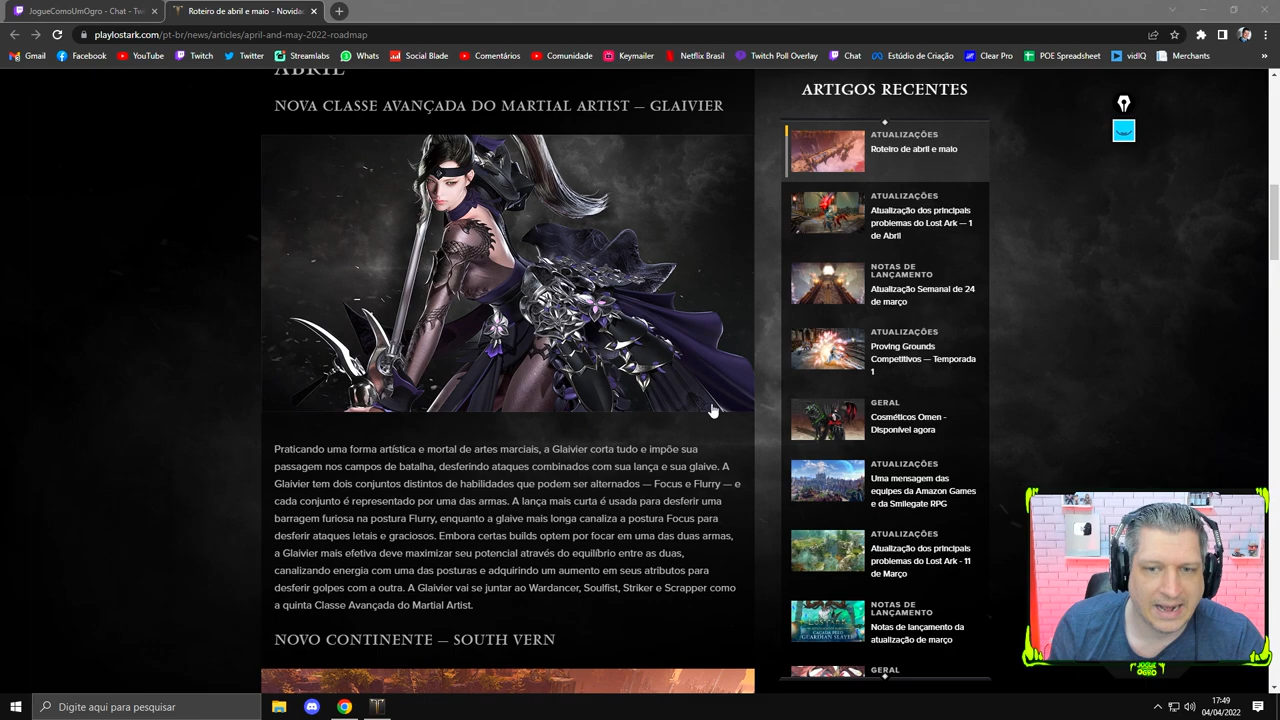 JogueComoUmOgro - Chat - Tw
Roteiro de abril e maio - Novidad
playlostark.com/pt-br/news/articles/april-and-may-2022-roadmap
Gmail
Facebook
YouTube
Twitch
Twitter
Streamlabs
Whats
Social Blade
Comentários
Comunidade
Keymailer
Netflix Brasil
Twitch Poll Overlay
Chat
Estúdio de Criação
Clear Pro
POE Spreadsheet
vidIQ
Merchants
ABRIL
NOVA CLASSE AVANÇADA DO MARTIAL ARTIST — GLAIVIER
Praticando uma forma artística e mortal de artes marciais, a Glaivier corta tudo e impõe sua
passagem nos campos de batalha, desferindo ataques combinados com sua lança e sua glaive. A
Glaivier tem dois conjuntos distintos de habilidades que podem ser alternados — Focus e Flurry — e
cada conjunto é representado por uma das armas. A lança mais curta é usada para desferir uma
barragem furiosa na postura Flurry, enquanto a glaive mais longa canaliza a postura Focus para
desferir ataques letais e graciosos. Embora certas builds optem por focar em uma das duas armas,
a Glaivier mais efetiva deve maximizar seu potencial através do equilíbrio entre as duas,
canalizando energia com uma das posturas e adquirindo um aumento em seus atributos para
desferir golpes com a outra. A Glaivier vai se juntar ao Wardancer, Soulfist, Striker e Scrapper como
a quinta Classe Avançada do Martial Artist.
NOVO CONTINENTE — SOUTH VERN
ARTIGOS RECENTES
ATUALIZAÇÕES
Roteiro de abril e maio
ATUALIZAÇÕES
Atualização dos principais
problemas do Lost Ark — 1
de Abril
NOTAS DE
LANÇAMENTO
Atualização Semanal de 24
de março
ATUALIZAÇÕES
Proving Grounds
Competitivos — Temporada
1
GERAL
Cosméticos Omen -
Disponível agora
ATUALIZAÇÕES
Uma mensagem das
equipes da Amazon Games
e da Smilegate RPG
ATUALIZAÇÕES
Atualização dos principais
problemas do Lost Ark - 11
de Março
NOTAS DE
LANÇAMENTO
Notas de lançamento da
atualização de março
GERAL
JOGUE
OGRO
Digite aqui para pesquisar
17:49
04/04/2022